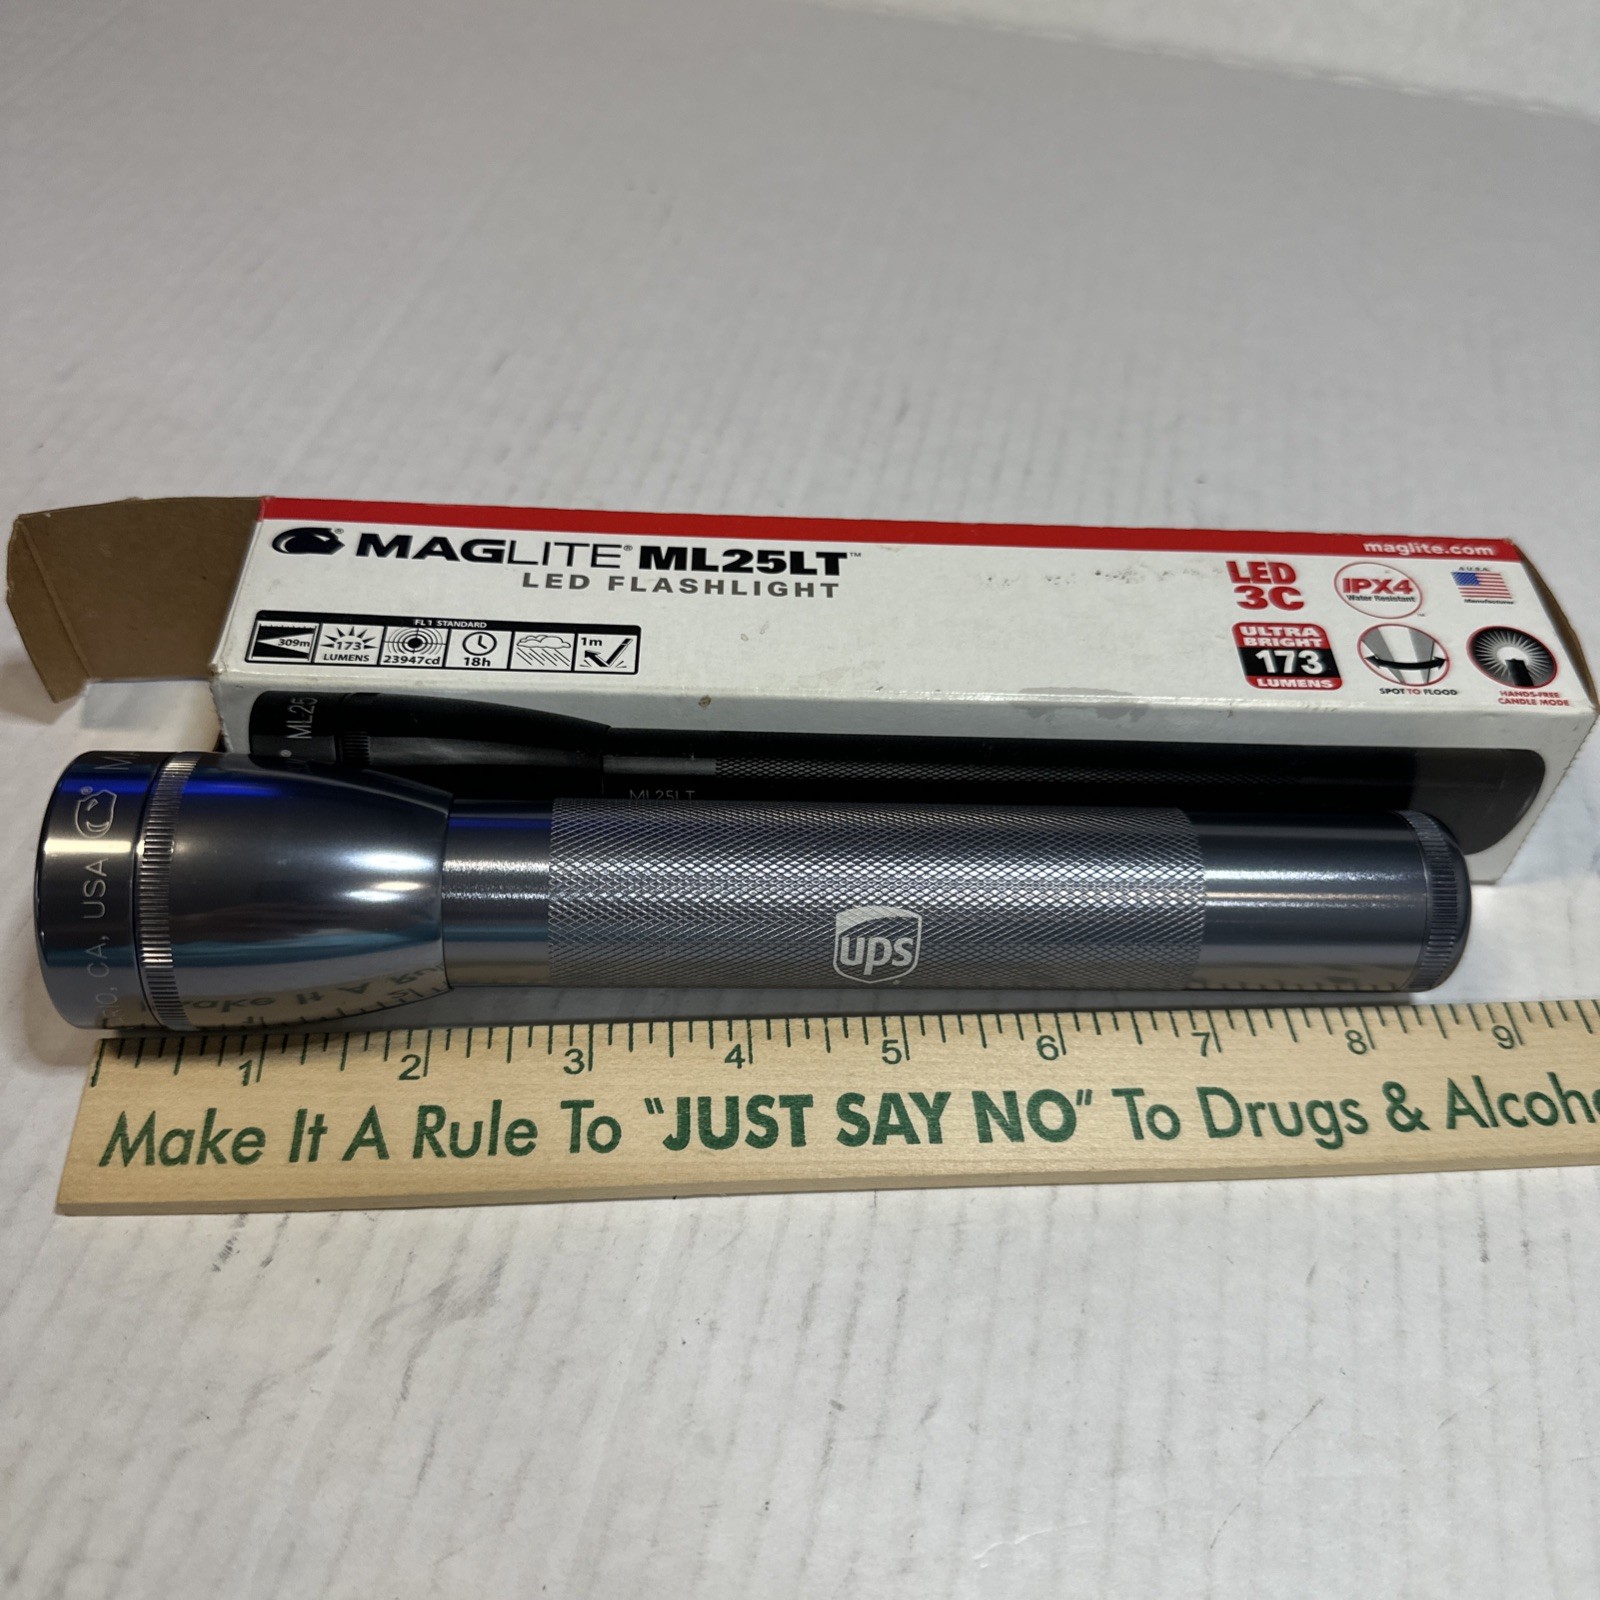 maglite.com
MAGLITE® ML25LT™
LED FLASHLIGHT
LED
3C
IPX4
Water Resistant
FL 1 STANDARD
309m
173
LUMENS
23947cd
18h
1m
ULTRA
BRIGHT
173
LUMENS
SPOT TO FLOOD
HANDS-FREE
CANDLE MODE
ML25
ML25LT
CA, USA
ups
1 2 3 4 5 6 7 8 9
Make It A Rule To "JUST SAY NO" To Drugs & Alcoho